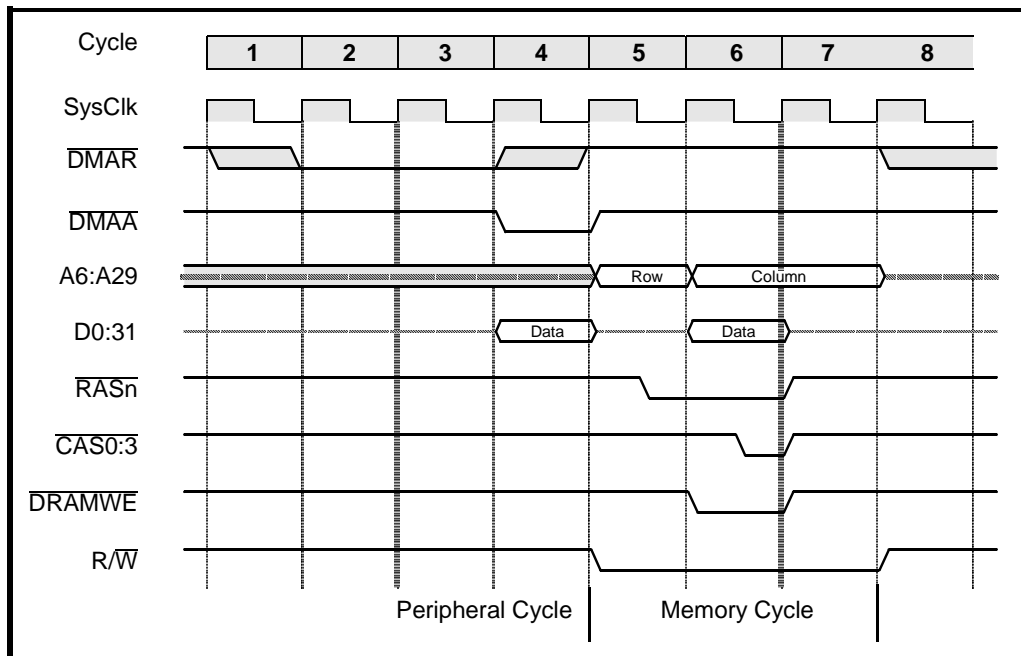 Cycle 1 2 3 4 5 6 7 8
SysClk
DMAR
DMAA
A6:A29 Row Column
D0:31 Data Data
RASn
CAS0:3
DRAMWE
R/W
Peripheral Cycle Memory Cycle